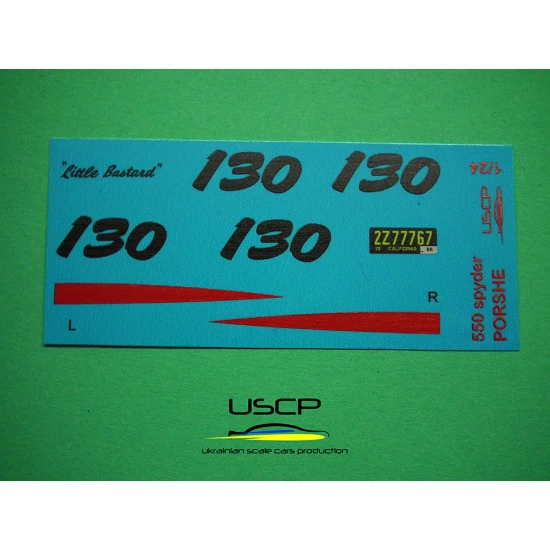 "Little Bastard"
130
130
130
130
2Z77767
CALIFORNIA
L
R
1/24
USCP
550 spyder
PORSHE
USCP
ukrainian scale cars production